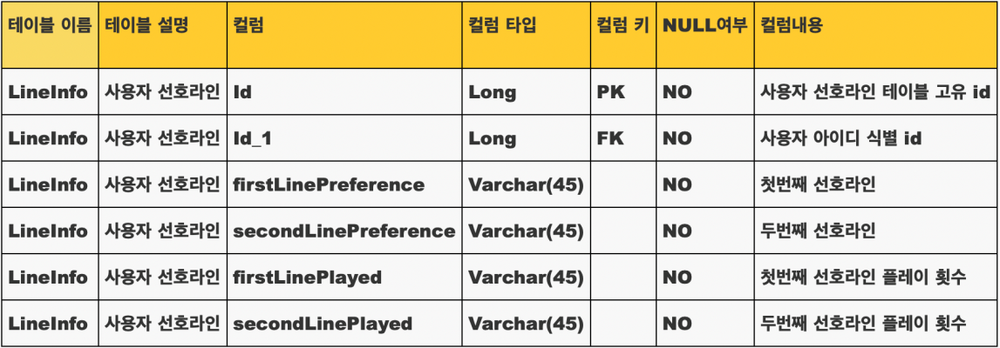 테이블 이름 테이블 설명 컬럼 컬럼 타입 컬럼 키 NULL여부 컬럼내용
LineInfo 사용자 선호라인 Id Long PK NO 사용자 선호라인 테이블 고유 id
LineInfo 사용자 선호라인 Id_1 Long FK NO 사용자 아이디 식별 id
LineInfo 사용자 선호라인 firstLinePreference Varchar(45) NO 첫번째 선호라인
LineInfo 사용자 선호라인 secondLinePreference Varchar(45) NO 두번째 선호라인
LineInfo 사용자 선호라인 firstLinePlayed Varchar(45) NO 첫번째 선호라인 플레이 횟수
LineInfo 사용자 선호라인 secondLinePlayed Varchar(45) NO 두번째 선호라인 플레이 횟수